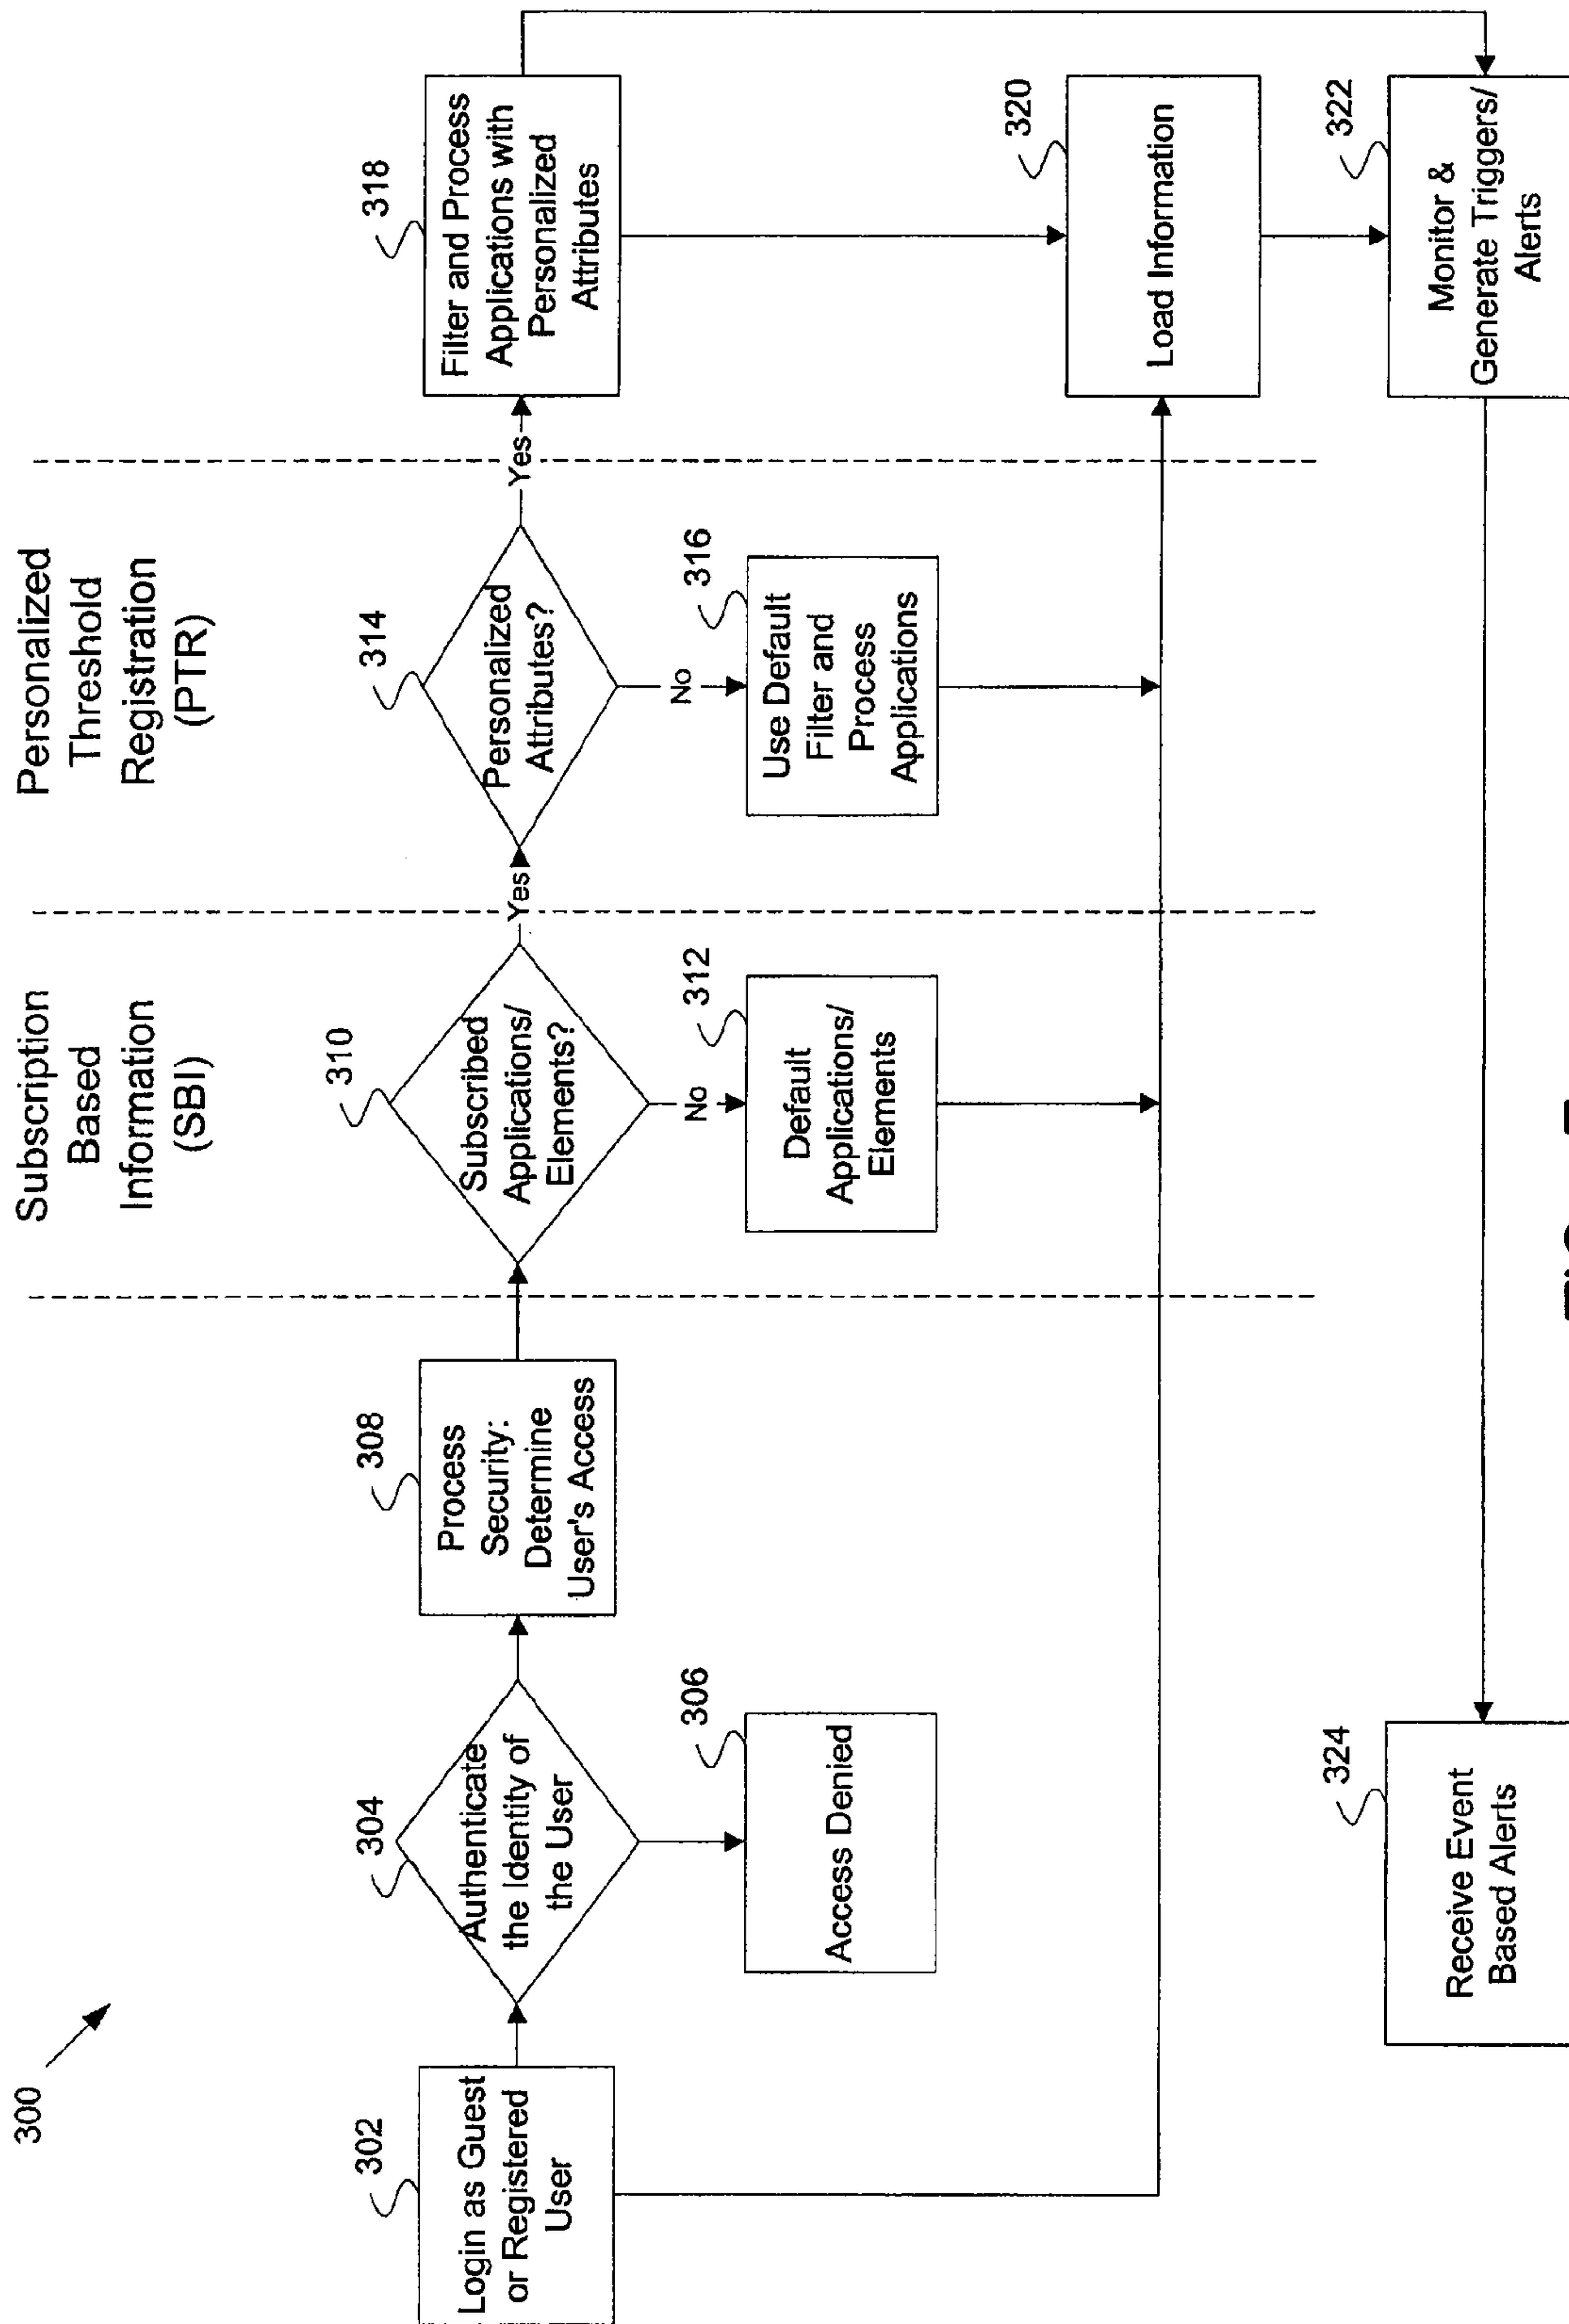 300
Subscription
Based
Information
(SBI)
Personalized
Threshold
Registration
(PTR)
302
Login as Guest
or Registered
User
304
Authenticate
the Identity of
the User
306
Access Denied
308
Process
Security:
Determine
User's Access
310
Subscribed
Applications/
Elements?
Yes
No
312
Default
Applications/
Elements
314
Personalized
Attributes?
Yes
No
316
Use Default
Filter and
Process
Applications
318
Filter and Process
Applications with
Personalized
Attributes
320
Load Information
322
Monitor &
Generate Triggers/
Alerts
324
Receive Event
Based Alerts